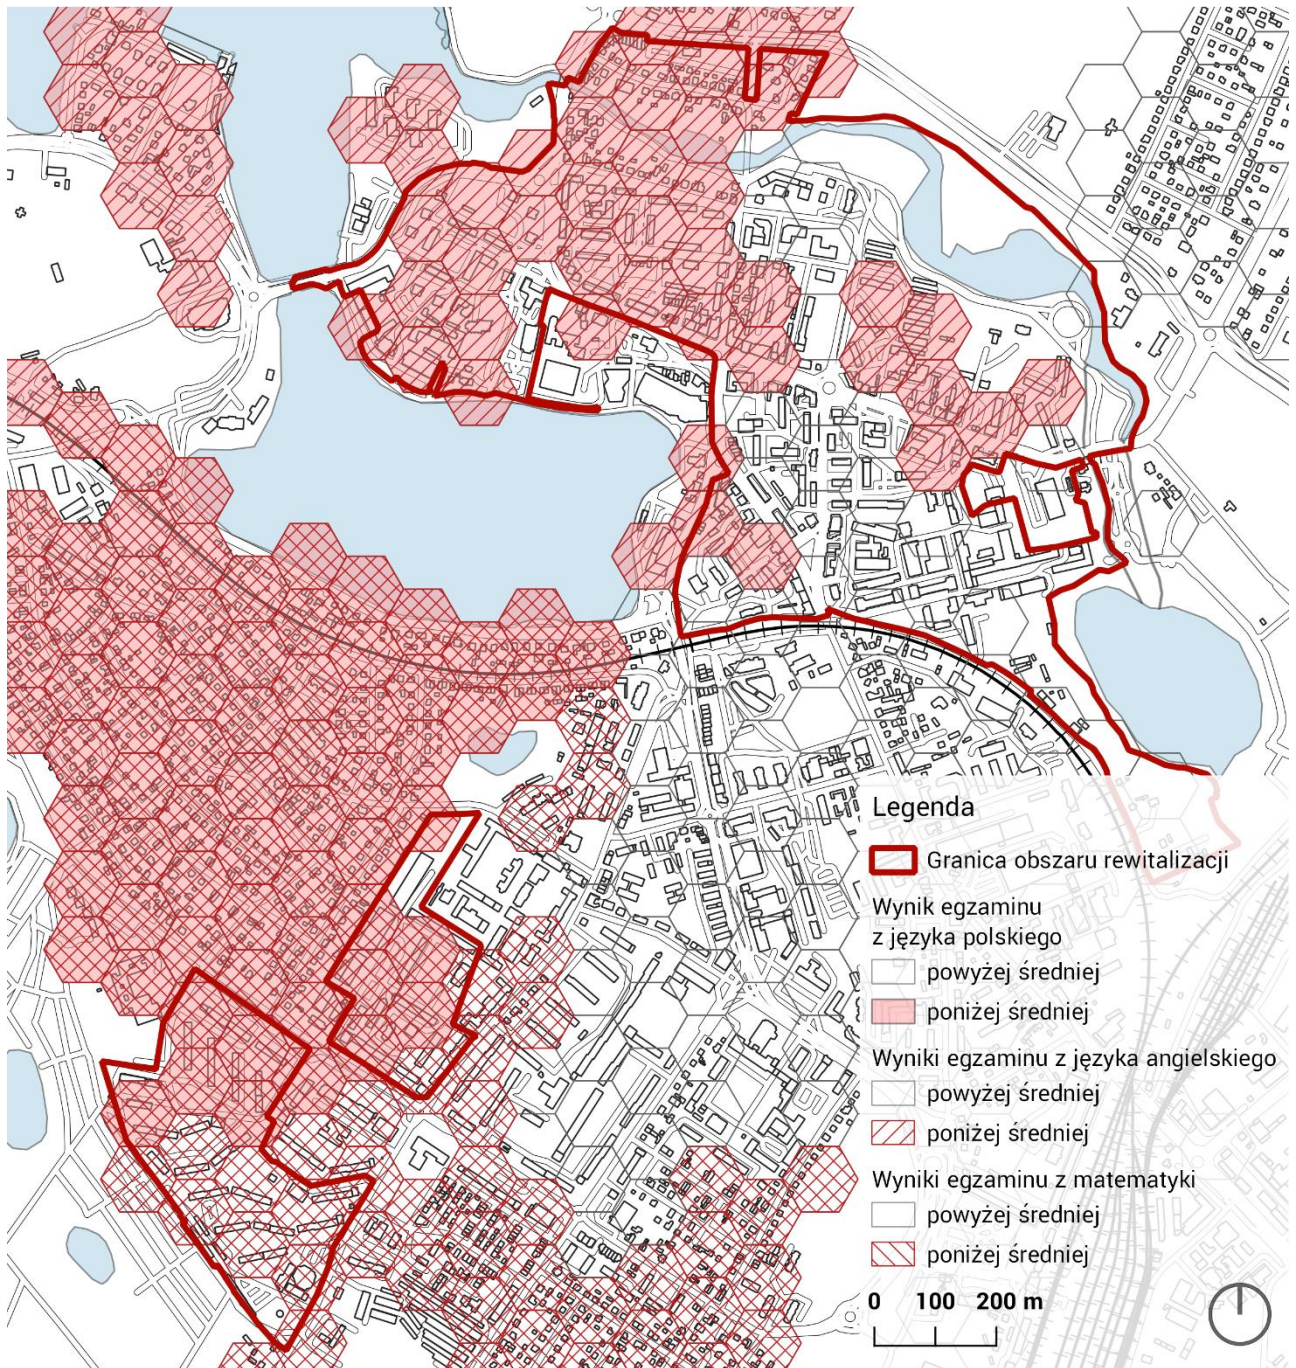 Legenda
Granica obszaru rewitalizacji
Wynik egzaminu
z języka polskiego
powyżej średniej
poniżej średniej
Wyniki egzaminu z języka angielskiego
powyżej średniej
poniżej średniej
Wyniki egzaminu z matematyki
powyżej średniej
poniżej średniej
0 100 200 m